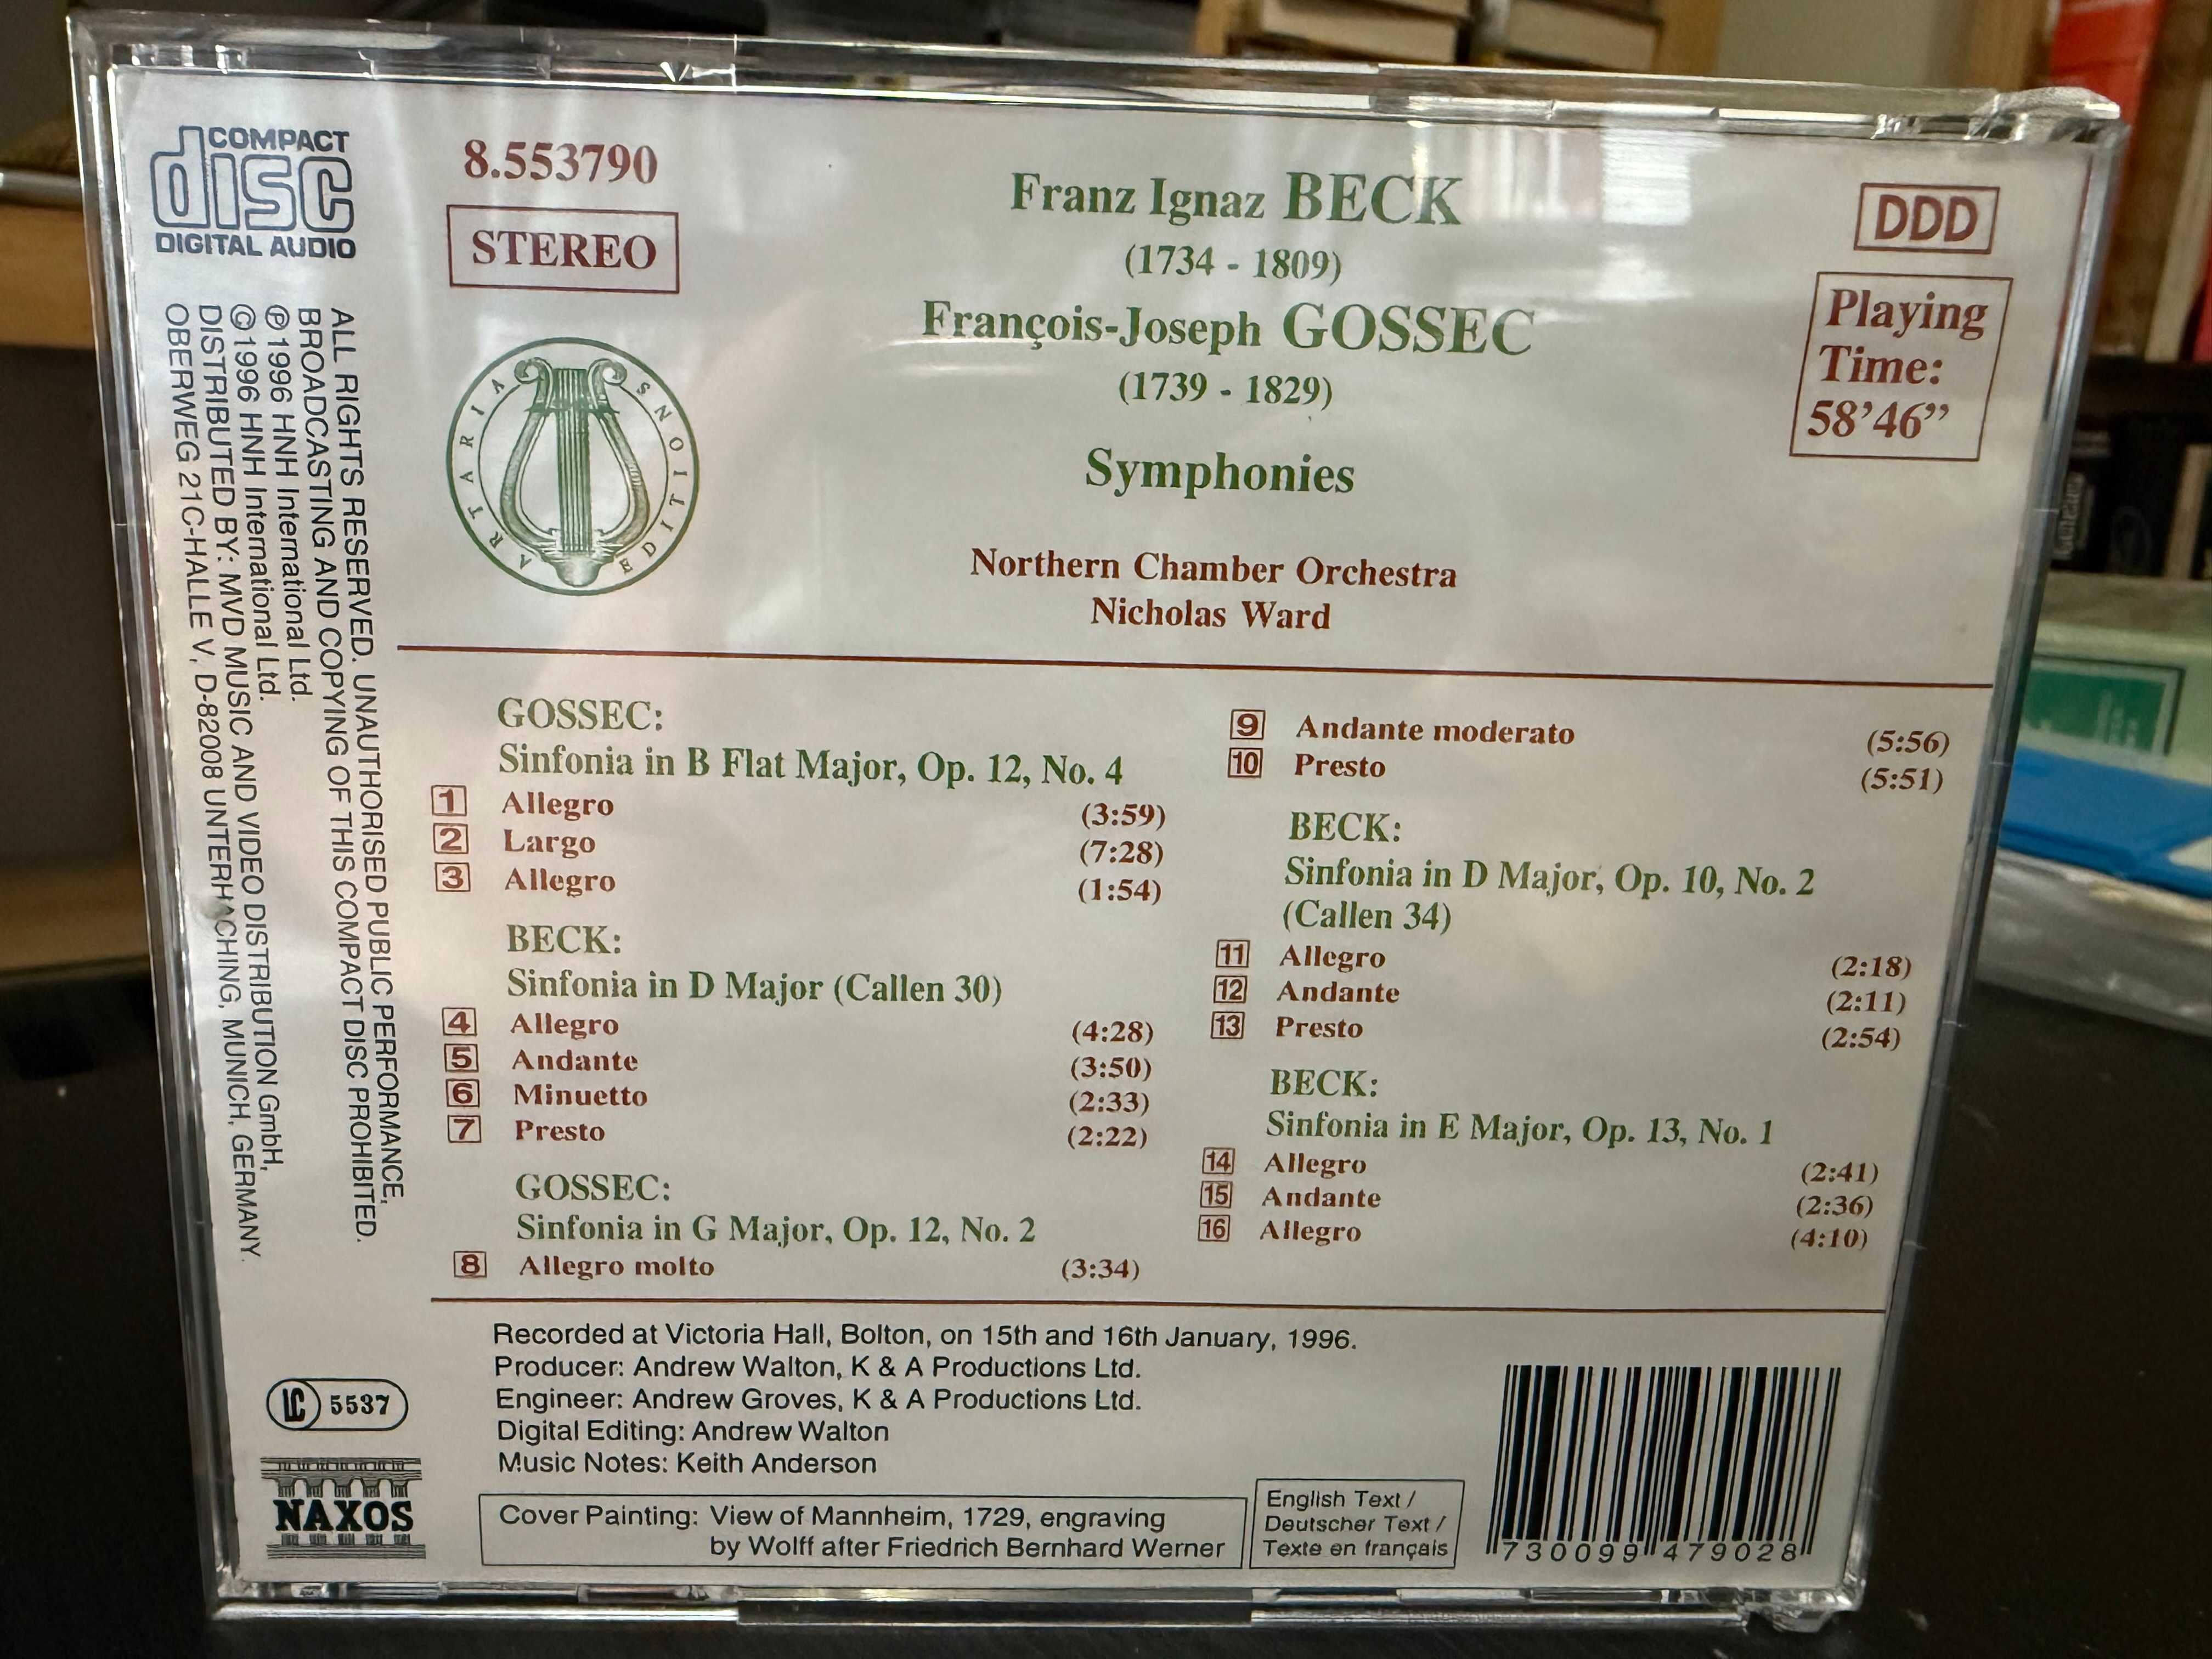 COMPACT
disc
DIGITAL AUDIO
8.553790
STEREO
ARTARIA EDITIONS
Franz Ignaz BECK
(1734 - 1809)
François-Joseph GOSSEC
(1739 - 1829)
Symphonies
Northern Chamber Orchestra
Nicholas Ward
DDD
Playing
Time:
58’46”
ALL RIGHTS RESERVED. UNAUTHORISED PUBLIC PERFORMANCE,
BROADCASTING AND COPYING OF THIS COMPACT DISC PROHIBITED.
℗ 1996 HNH International Ltd.
© 1996 HNH International Ltd.
DISTRIBUTED BY: MVD MUSIC AND VIDEO DISTRIBUTION GmbH,
OBERWEG 21C-HALLE V, D-82008 UNTERHACHING, MUNICH, GERMANY.
GOSSEC:
Sinfonia in B Flat Major, Op. 12, No. 4
1 Allegro (3:59)
2 Largo (7:28)
3 Allegro (1:54)
BECK:
Sinfonia in D Major (Callen 30)
4 Allegro (4:28)
5 Andante (3:50)
6 Minuetto (2:33)
7 Presto (2:22)
GOSSEC:
Sinfonia in G Major, Op. 12, No. 2
8 Allegro molto (3:34)
9 Andante moderato (5:56)
10 Presto (5:51)
BECK:
Sinfonia in D Major, Op. 10, No. 2
(Callen 34)
11 Allegro (2:18)
12 Andante (2:11)
13 Presto (2:54)
BECK:
Sinfonia in E Major, Op. 13, No. 1
14 Allegro (2:41)
15 Andante (2:36)
16 Allegro (4:10)
Recorded at Victoria Hall, Bolton, on 15th and 16th January, 1996.
Producer: Andrew Walton, K & A Productions Ltd.
Engineer: Andrew Groves, K & A Productions Ltd.
Digital Editing: Andrew Walton
Music Notes: Keith Anderson
Cover Painting: View of Mannheim, 1729, engraving
by Wolff after Friedrich Bernhard Werner
English Text /
Deutscher Text /
Texte en français
LC 5537
NAXOS
730099 479028